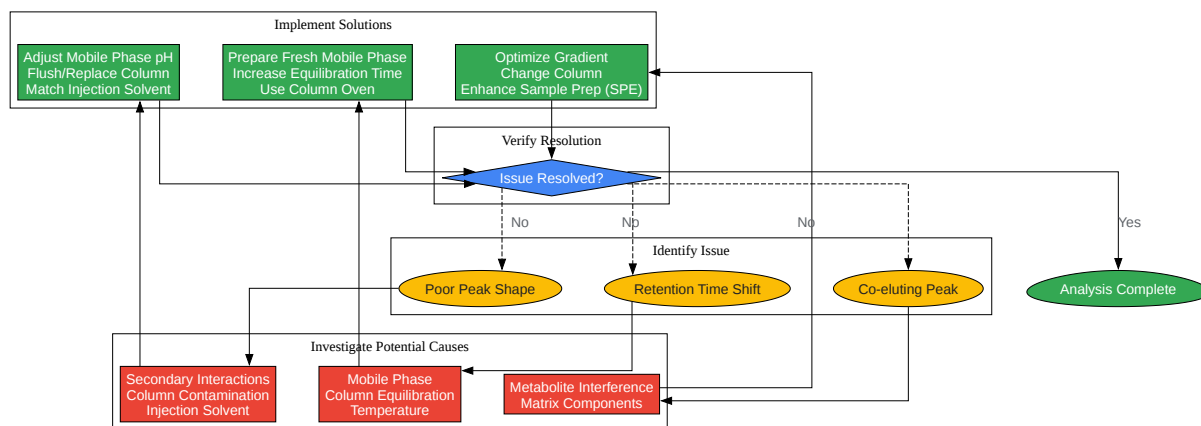 Implement Solutions
Adjust Mobile Phase pH
Flush/Replace Column
Match Injection Solvent
Prepare Fresh Mobile Phase
Increase Equilibration Time
Use Column Oven
Optimize Gradient
Change Column
Enhance Sample Prep (SPE)
Verify Resolution
Issue Resolved?
No
No
No
Yes
Identify Issue
Poor Peak Shape
Retention Time Shift
Co-eluting Peak
Analysis Complete
Investigate Potential Causes
Secondary Interactions
Column Contamination
Injection Solvent
Mobile Phase
Column Equilibration
Temperature
Metabolite Interference
Matrix Components